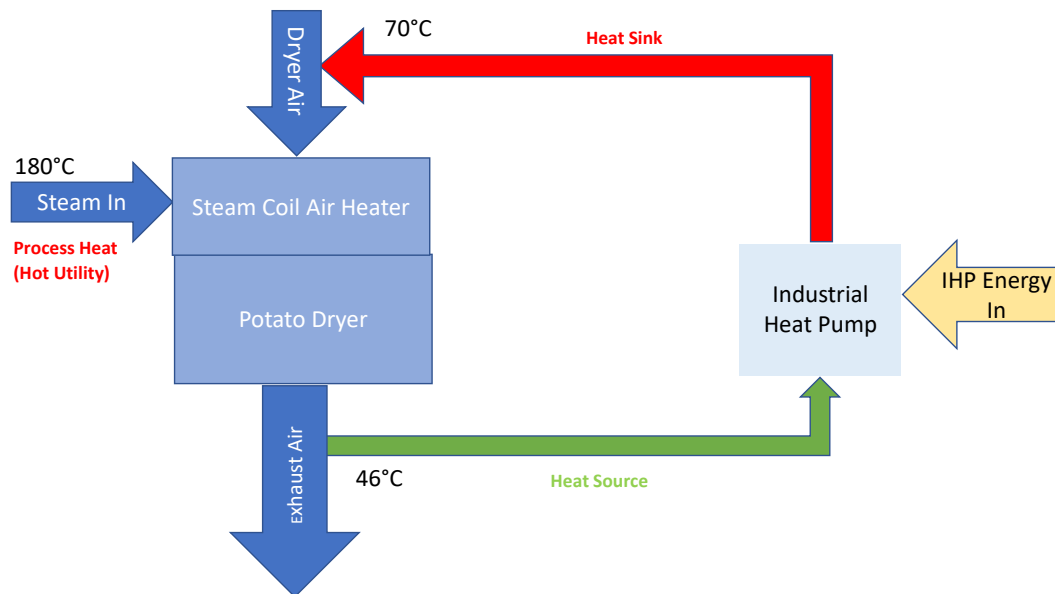 70°C
Heat Sink
Dryer Air
180°C
Steam In
Steam Coil Air Heater
Process Heat
(Hot Utility)
IHP Energy
In
Industrial
Heat Pump
Potato Dryer
Exhaust Air
46°C
Heat Source